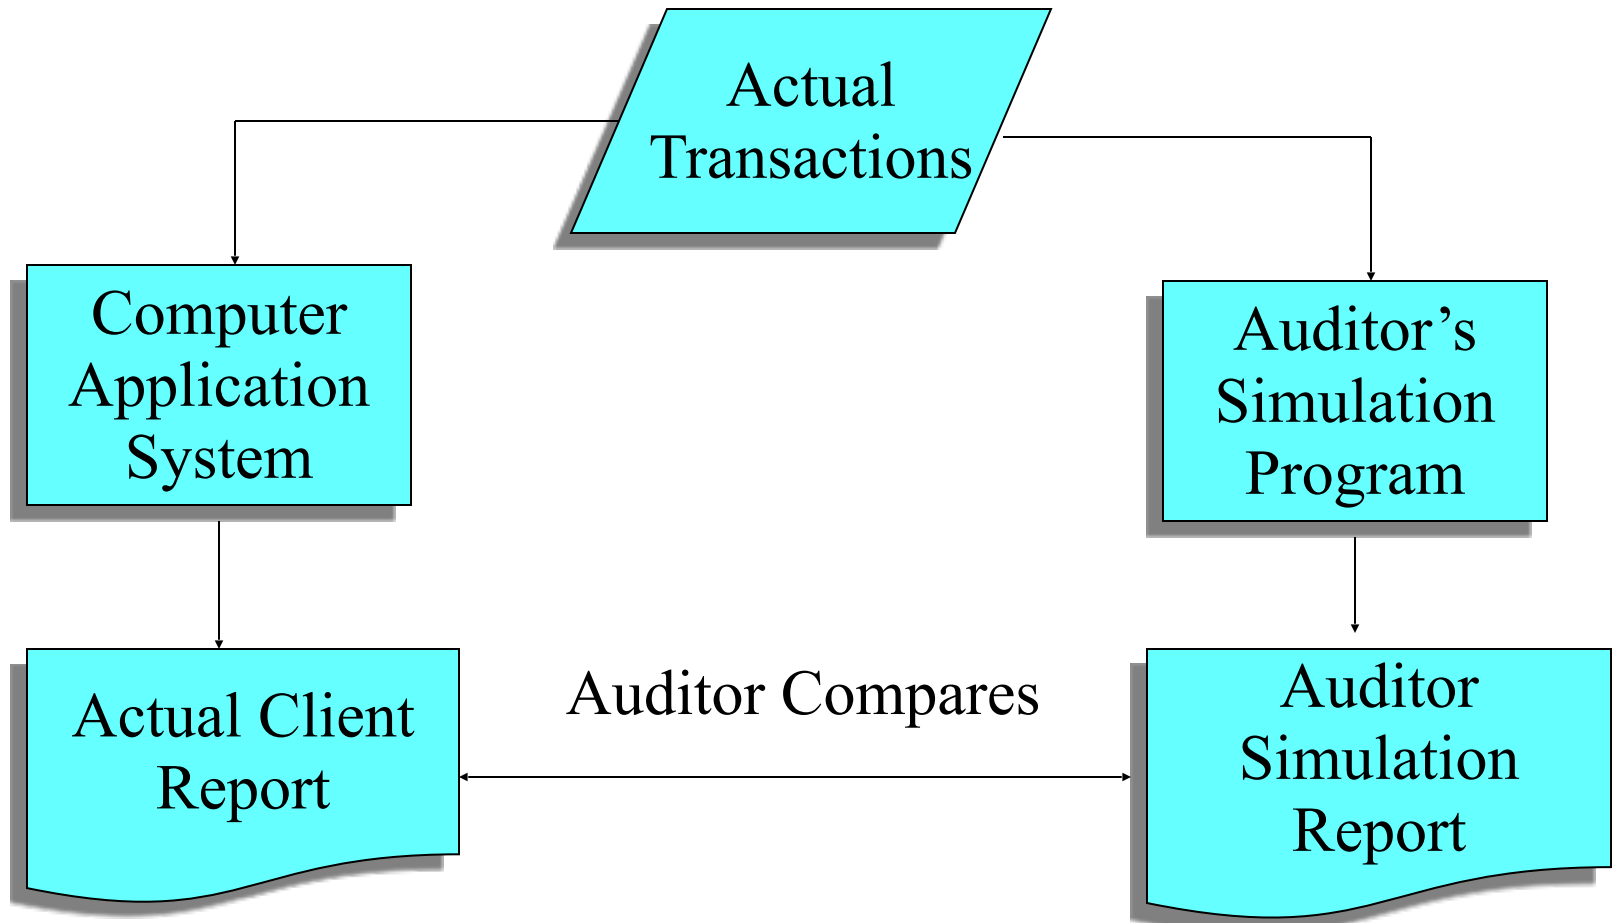 Actual
Transactions
Computer
Application
System
Auditor’s
Simulation
Program
Actual Client
Report
Auditor Compares
Auditor
Simulation
Report